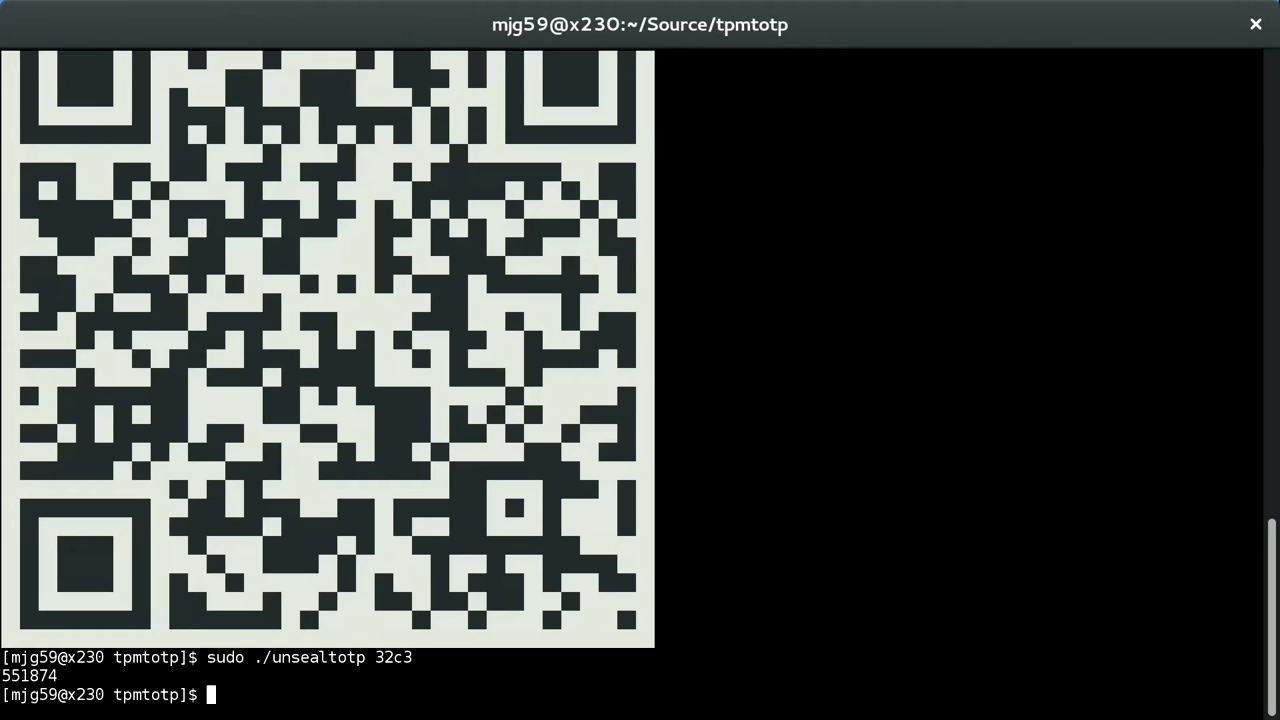 mjg59@x230:~/Source/tpmtotp
[mjg59@x230 tpmtotp]$ sudo ./unsealtotp 32c3
551874
[mjg59@x230 tpmtotp]$